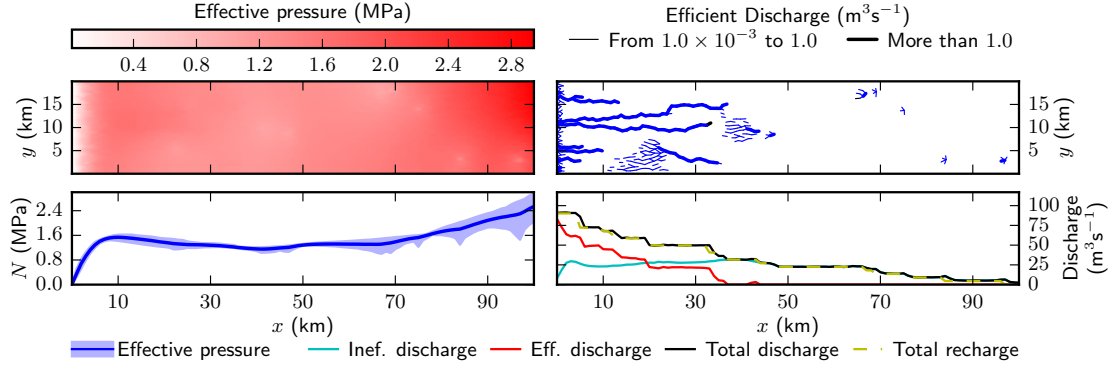 Effective pressure (MPa)
0.4 0.8 1.2 1.6 2.0 2.4 2.8
Efficient Discharge (m³s⁻¹)
From 1.0 × 10⁻³ to 1.0 More than 1.0
y (km)
15
10
5
15
10
5
y (km)
N (MPa)
2.4
1.6
0.8
0.0
10 30 50 70 90
x (km)
100
75
50
25
0
Discharge
(m³s⁻¹)
10 30 50 70 90
x (km)
Effective pressure Inef. discharge Eff. discharge Total discharge Total recharge